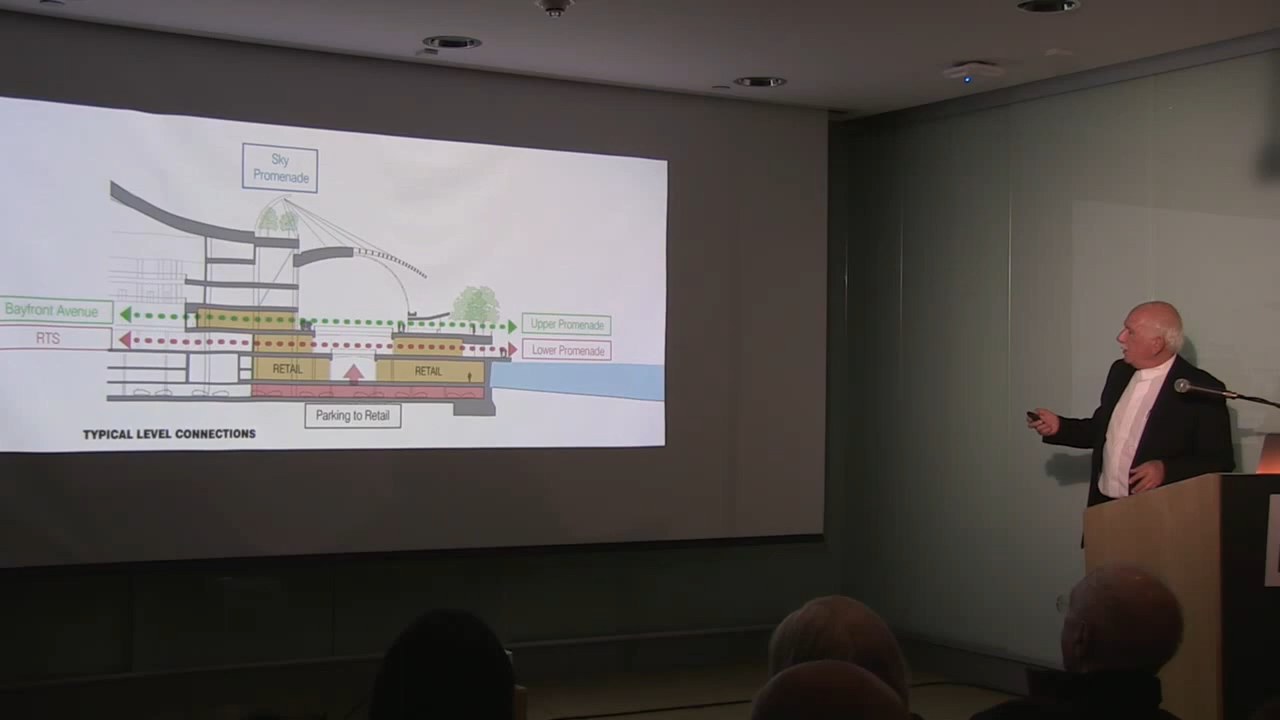 Sky
Promenade
Bayfront Avenue
Upper Promenade
RTS
Lower Promenade
RETAIL
RETAIL
Parking to Retail
TYPICAL LEVEL CONNECTIONS